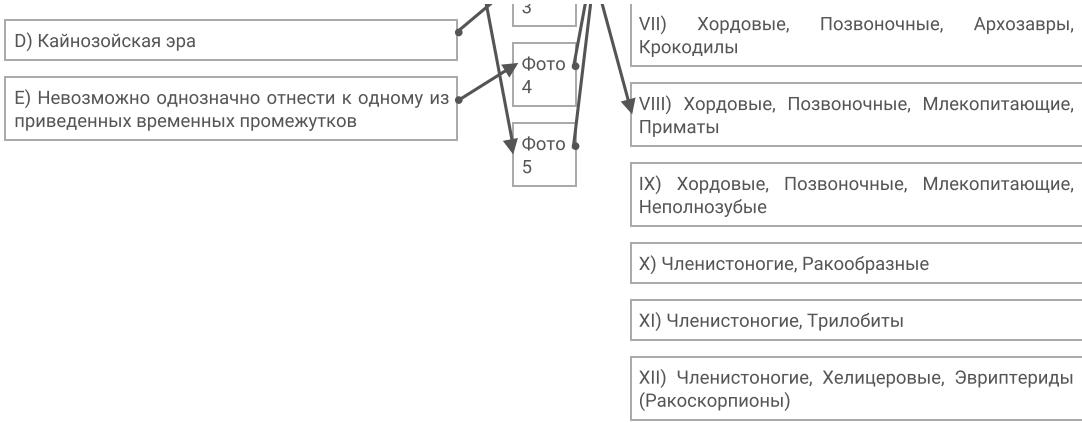 D) Кайнозойская эра
E) Невозможно однозначно отнести к одному из
приведенных временных промежутков
3
Фото
4
Фото
5
VII) Хордовые, Позвоночные, Архозавры,
Крокодилы
VIII) Хордовые, Позвоночные, Млекопитающие,
Приматы
IX) Хордовые, Позвоночные, Млекопитающие,
Неполнозубые
X) Членистоногие, Ракообразные
XI) Членистоногие, Трилобиты
XII) Членистоногие, Хелицеровые, Эвриптериды
(Ракоскорпионы)